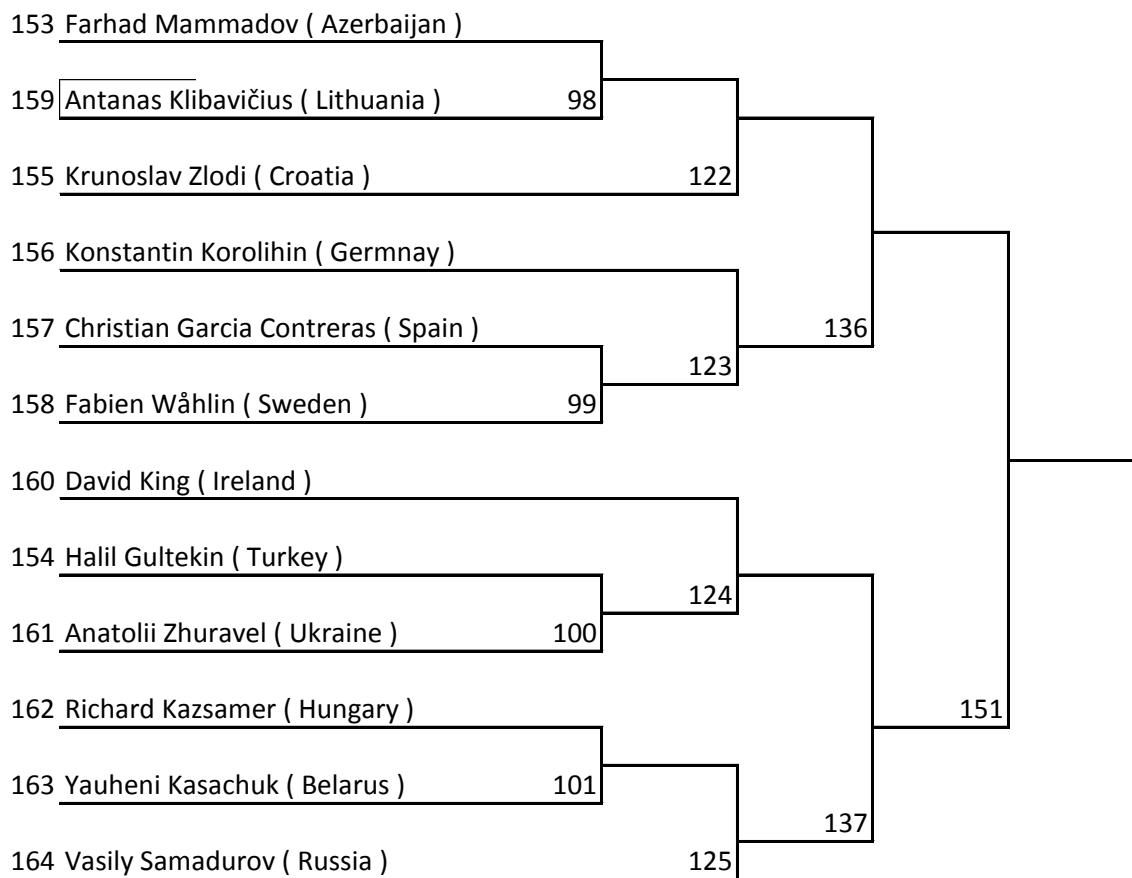 153 Farhad Mammadov ( Azerbaijan )
159 Antanas Klibavičius ( Lithuania ) 98
155 Krunoslav Zlodi ( Croatia ) 122
156 Konstantin Korolihin ( Germnay )
157 Christian Garcia Contreras ( Spain ) 136
123
158 Fabien Wåhlin ( Sweden ) 99
160 David King ( Ireland )
154 Halil Gultekin ( Turkey )
124
161 Anatolii Zhuravel ( Ukraine ) 100
162 Richard Kazsamer ( Hungary ) 151
163 Yauheni Kasachuk ( Belarus ) 101
137
164 Vasily Samadurov ( Russia ) 125